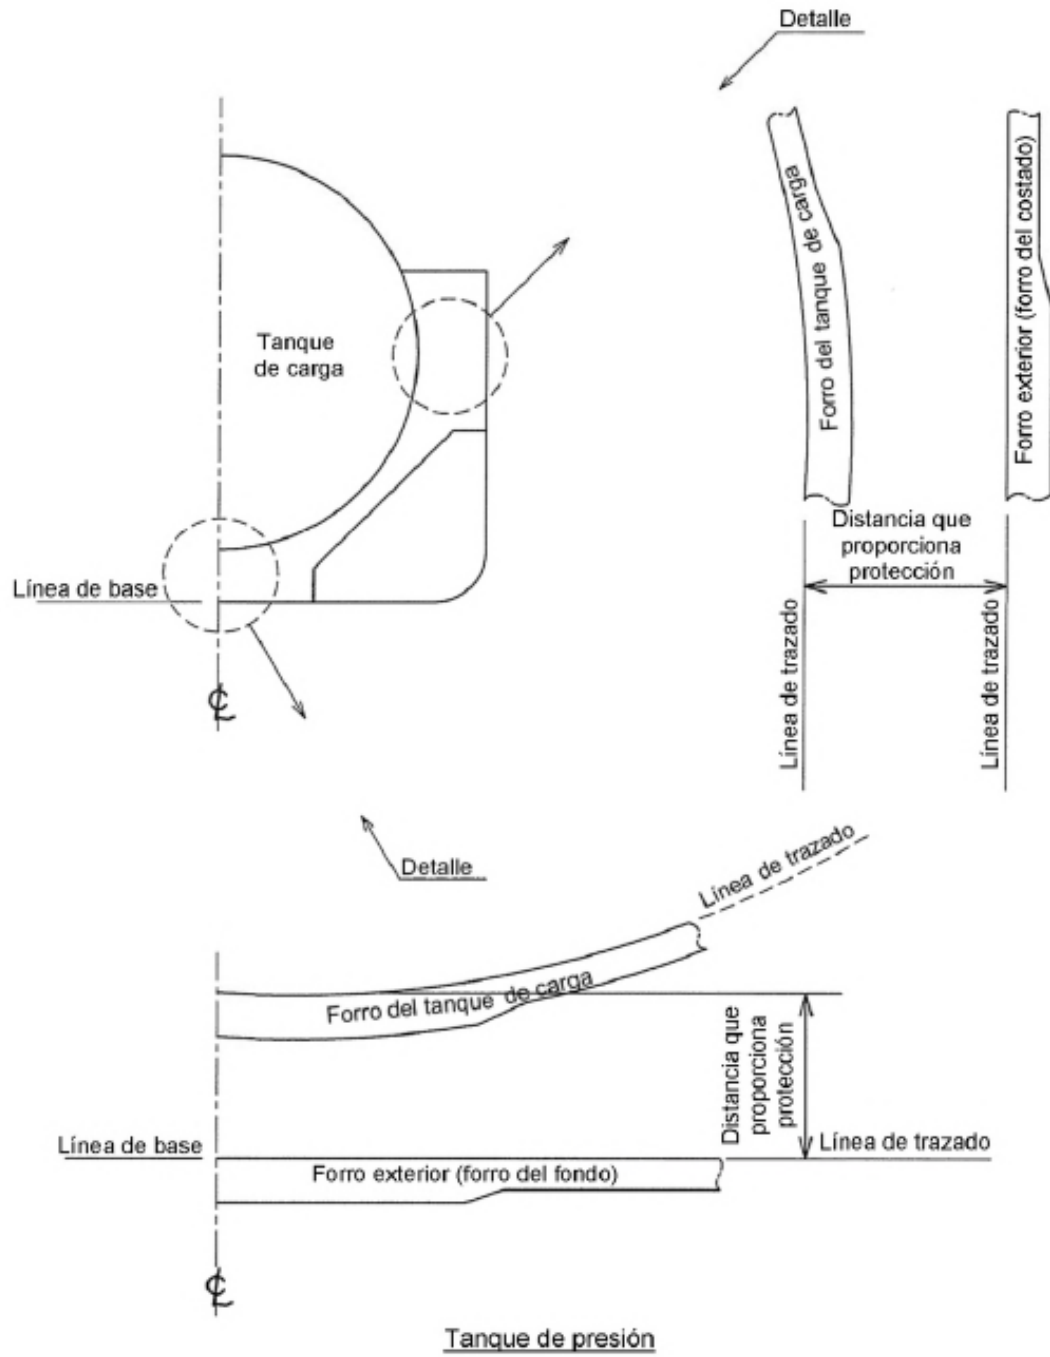 Detalle
Forro del tanque de carga
Forro exterior (forro del costado)
Tanque
de carga
Distancia que
proporciona
protección
Línea de base
Línea de trazado
Línea de trazado
℄
Detalle
Línea de trazado
Forro del tanque de carga
Distancia que
proporciona
protección
Línea de base
Línea de trazado
Forro exterior (forro del fondo)
℄
Tanque de presión